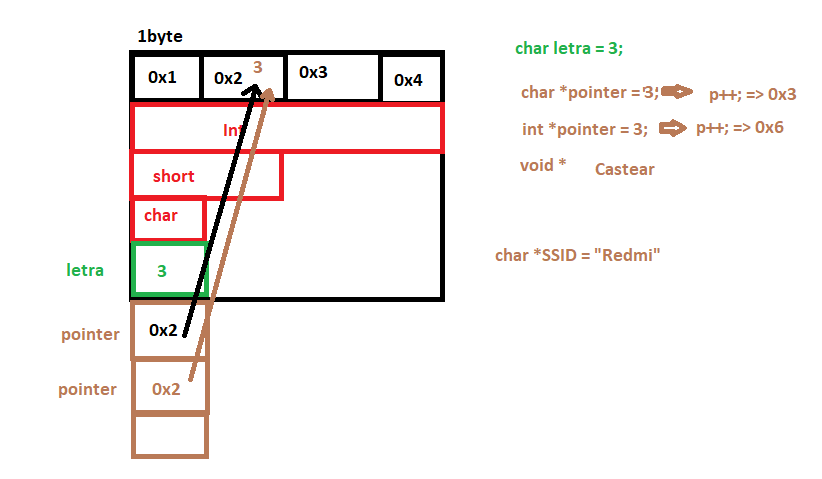 1byte
0x1
0x2
3
0x3
0x4
Int
short
char
letra
3
pointer
0x2
pointer
0x2
char letra = 3;
char *pointer = '3; p++; => 0x3
int *pointer = 3; p++; => 0x6
void * Castear
char *SSID = "Redmi"